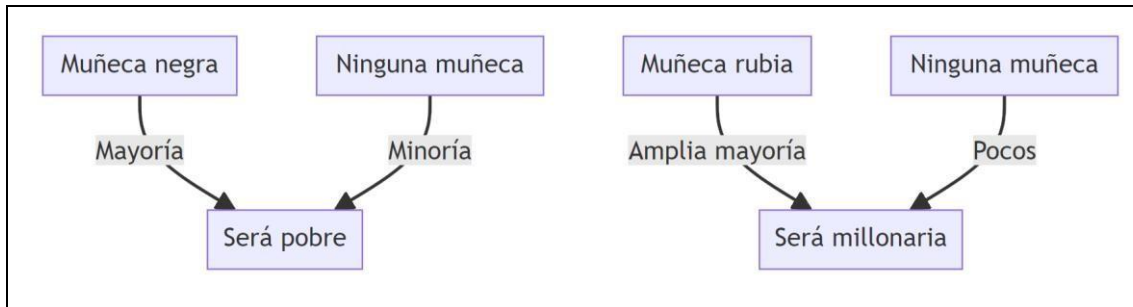 Muñeca negra
Ninguna muñeca
Muñeca rubia
Ninguna muñeca
Mayoría
Minoría
Amplia mayoría
Pocos
Será pobre
Será millonaria